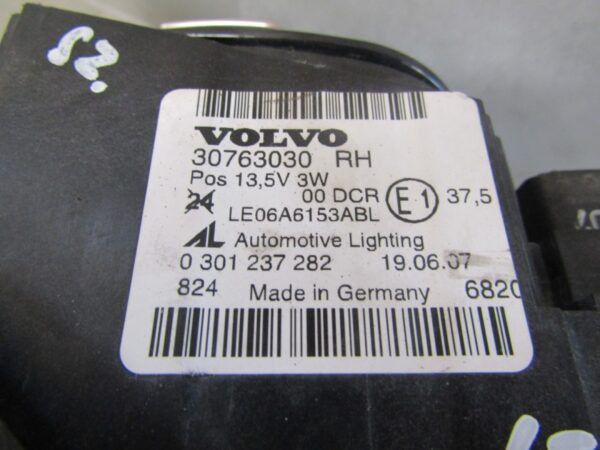 52.
VOLVO
30763030 RH
Pos 13,5V 3W
24 00 DCR E1 37,5
LE06A6153ABL
AL Automotive Lighting
0 301 237 282 19.06.07
824 Made in Germany 6820